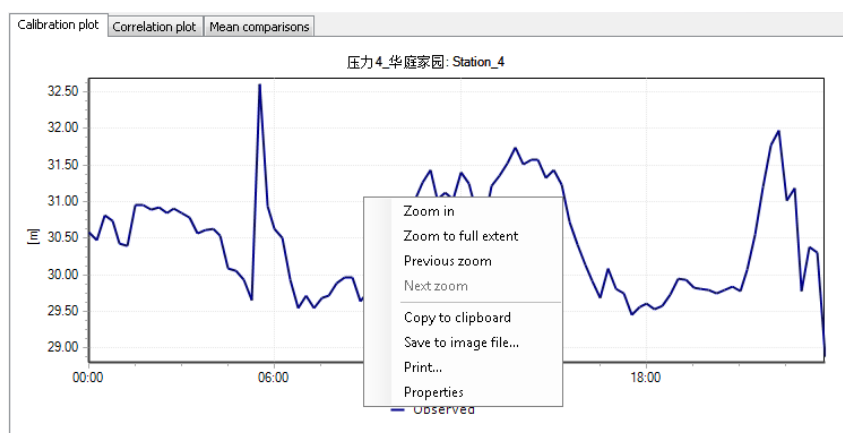 Calibration plot Correlation plot Mean comparisons
压力4_华庭家园: Station_4
32.50
32.00
31.50
31.00
30.50
30.00
29.50
29.00
[m]
Zoom in
Zoom to full extent
Previous zoom
Next zoom
Copy to clipboard
Save to image file...
Print...
Properties
00:00 06:00 18:00
Observed